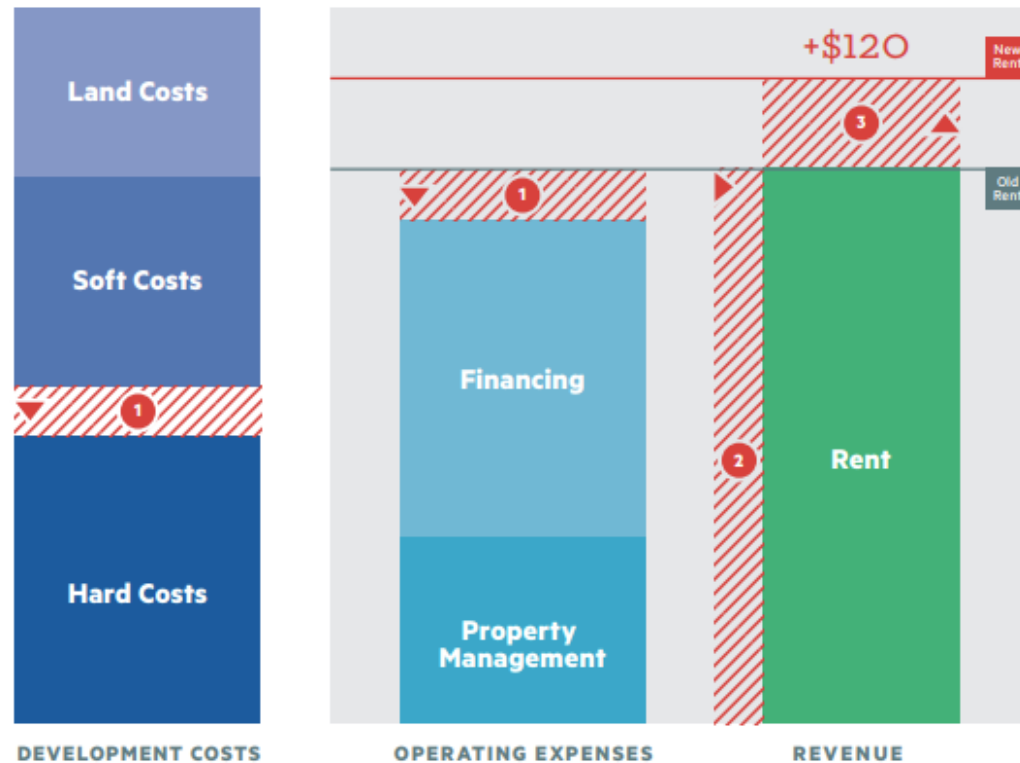 Land Costs
Soft Costs
1
Hard Costs
DEVELOPMENT COSTS
+$120
New
Rent
3
Old
Rent
1
Financing
2
Rent
Property
Management
OPERATING EXPENSES
REVENUE